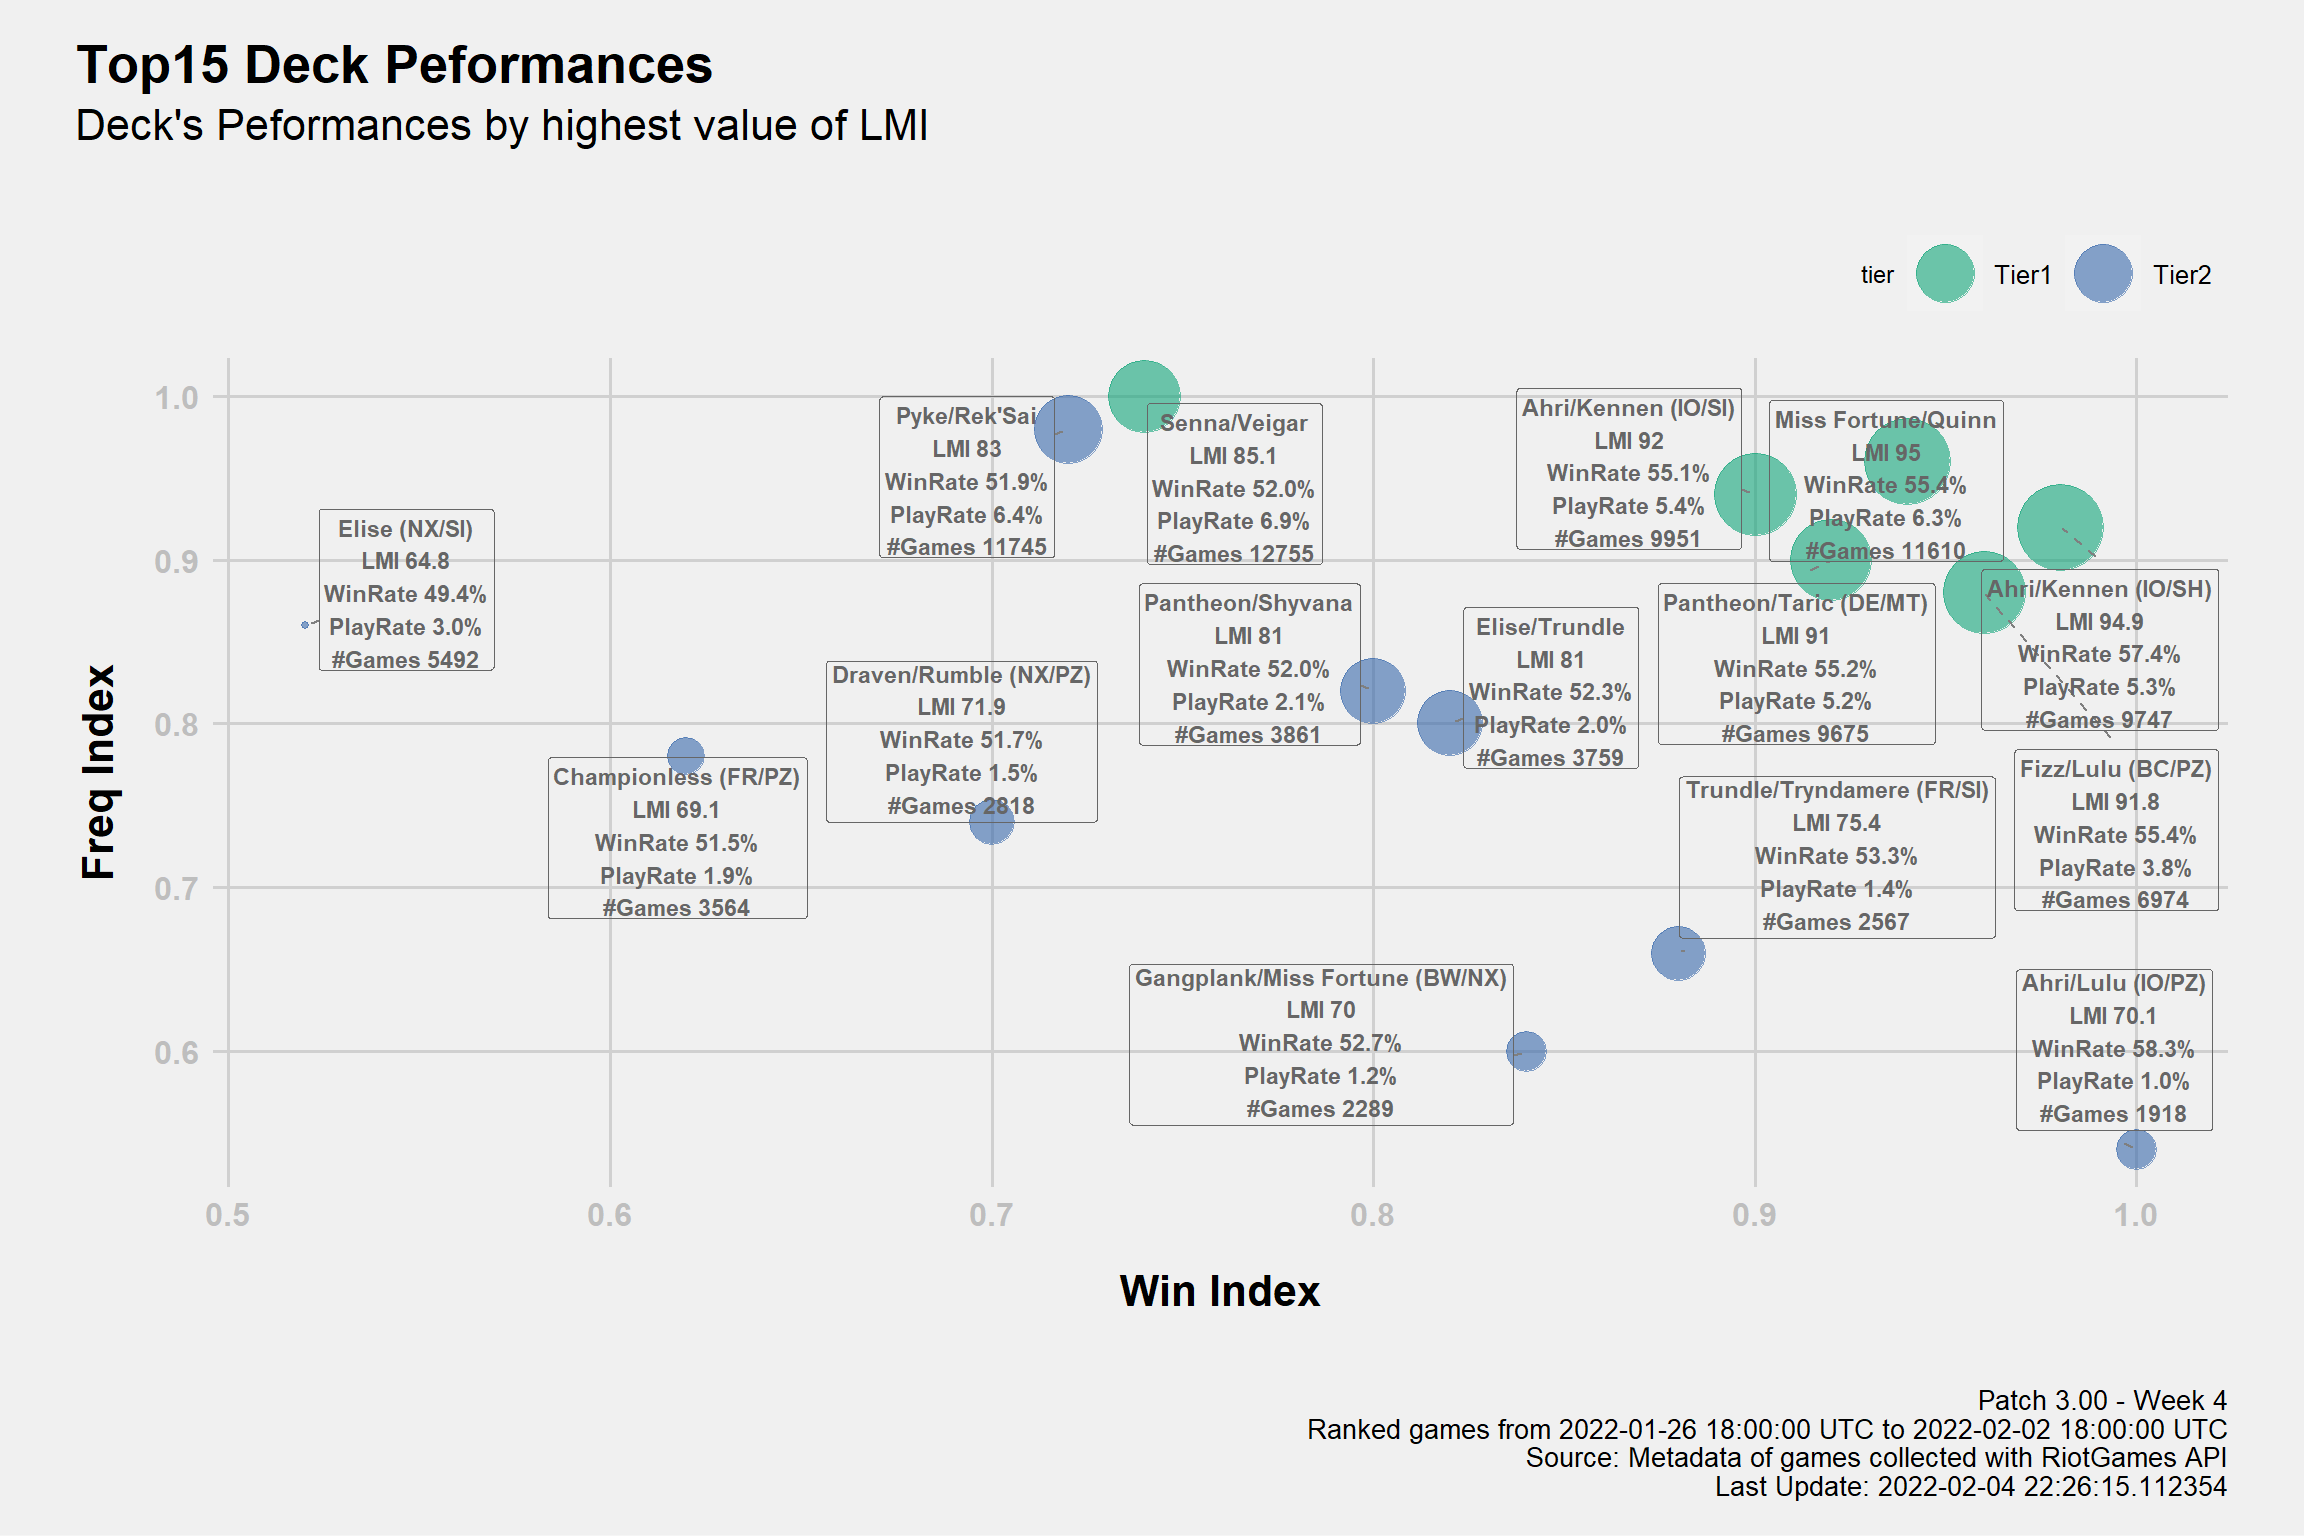 Top15 Deck Peformances
Deck's Peformances by highest value of LMI
tier Tier1 Tier2
Freq Index
1.0
0.9
0.8
0.7
0.6
Pyke/Rek'Sai
LMI 83
WinRate 51.9%
PlayRate 6.4%
#Games 11745
Senna/Veigar
LMI 85.1
WinRate 52.0%
PlayRate 6.9%
#Games 12755
Ahri/Kennen (IO/SI)
LMI 92
WinRate 55.1%
PlayRate 5.4%
#Games 9951
Miss Fortune/Quinn
LMI 95
WinRate 55.4%
PlayRate 6.3%
#Games 11610
Elise (NX/SI)
LMI 64.8
WinRate 49.4%
PlayRate 3.0%
#Games 5492
Pantheon/Shyvana
LMI 81
WinRate 52.0%
PlayRate 2.1%
#Games 3861
Elise/Trundle
LMI 81
WinRate 52.3%
PlayRate 2.0%
#Games 3759
Pantheon/Taric (DE/MT)
LMI 91
WinRate 55.2%
PlayRate 5.2%
#Games 9675
Ahri/Kennen (IO/SH)
LMI 94.9
WinRate 57.4%
PlayRate 5.3%
#Games 9747
Draven/Rumble (NX/PZ)
LMI 71.9
WinRate 51.7%
PlayRate 1.5%
#Games 2818
Championless (FR/PZ)
LMI 69.1
WinRate 51.5%
PlayRate 1.9%
#Games 3564
Trundle/Tryndamere (FR/SI)
LMI 75.4
WinRate 53.3%
PlayRate 1.4%
#Games 2567
Fizz/Lulu (BC/PZ)
LMI 91.8
WinRate 55.4%
PlayRate 3.8%
#Games 6974
Gangplank/Miss Fortune (BW/NX)
LMI 70
WinRate 52.7%
PlayRate 1.2%
#Games 2289
Ahri/Lulu (IO/PZ)
LMI 70.1
WinRate 58.3%
PlayRate 1.0%
#Games 1918
0.5 0.6 0.7 0.8 0.9 1.0
Win Index
Patch 3.00 - Week 4
Ranked games from 2022-01-26 18:00:00 UTC to 2022-02-02 18:00:00 UTC
Source: Metadata of games collected with RiotGames API
Last Update: 2022-02-04 22:26:15.112354